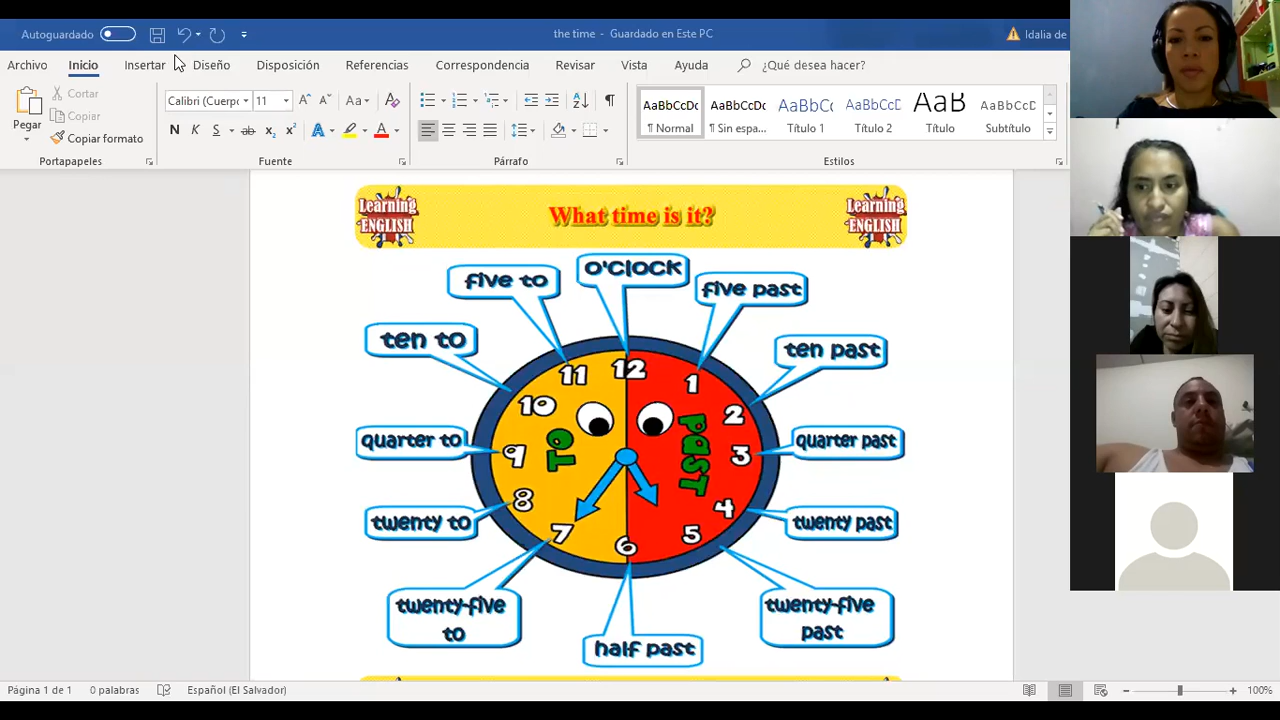 Autoguardado
the time - Guardado en Este PC
Idalia de
Archivo Inicio Insertar Diseño Disposición Referencias Correspondencia Revisar Vista Ayuda ¿Qué desea hacer?
Pegar
Cortar
Copiar
Copiar formato
Portapapeles
Calibri (Cuerpo 11
Aa
N K S ab x₂ x²
A A
Fuente
Párrafo
AaBbCcDc AaBbCcDc AaBbCc AaBbCcD AaB AaBbCcD
¶ Normal ¶ Sin espa... Título 1 Título 2 Título Subtítulo
Estilos
Learning ENGLISH
What time is it?
Learning ENGLISH
o'clock
five to
five past
ten to
ten past
quarter to
quarter past
twenty to
twenty past
twenty-five
to
twenty-five
past
half past
12
11 1
10 2
TO PAST
9 3
8 4
7 5
6
Página 1 de 1 0 palabras Español (El Salvador) 100%